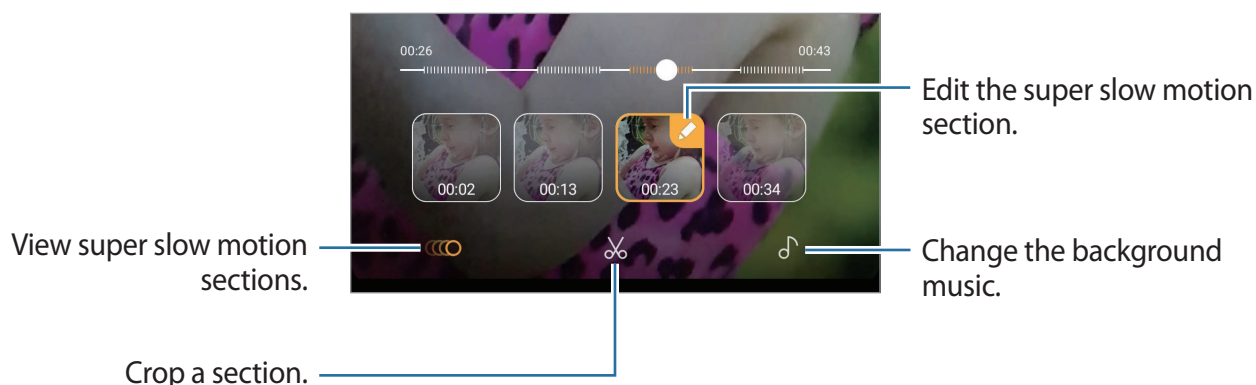 00:26
00:43
Edit the super slow motion
section.
00:02
00:13
00:23
00:34
View super slow motion
sections.
Change the background
music.
Crop a section.